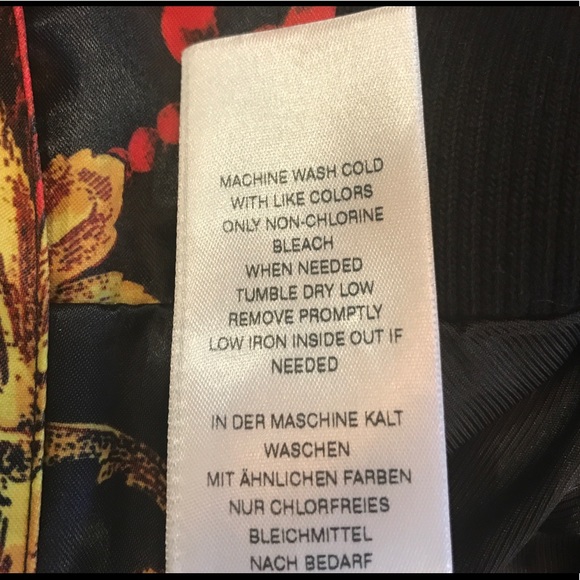 MACHINE WASH COLD
WITH LIKE COLORS
ONLY NON-CHLORINE
BLEACH
WHEN NEEDED
TUMBLE DRY LOW
REMOVE PROMPTLY
LOW IRON INSIDE OUT IF
NEEDED
IN DER MASCHINE KALT
WASCHEN
MIT ÄHNLICHEN FARBEN
NUR CHLORFREIES
BLEICHMITTEL
NACH BEDARF